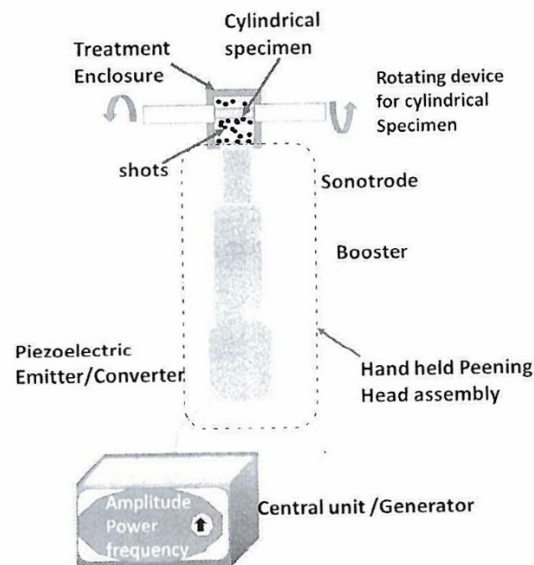 Cylindrical
specimen
Treatment
Enclosure
Rotating device
for cylindrical
Specimen
shots
Sonotrode
Booster
Piezoelectric
Emitter/Converter
Hand held Peening
Head assembly
Amplitude
Power
frequency
Central unit /Generator